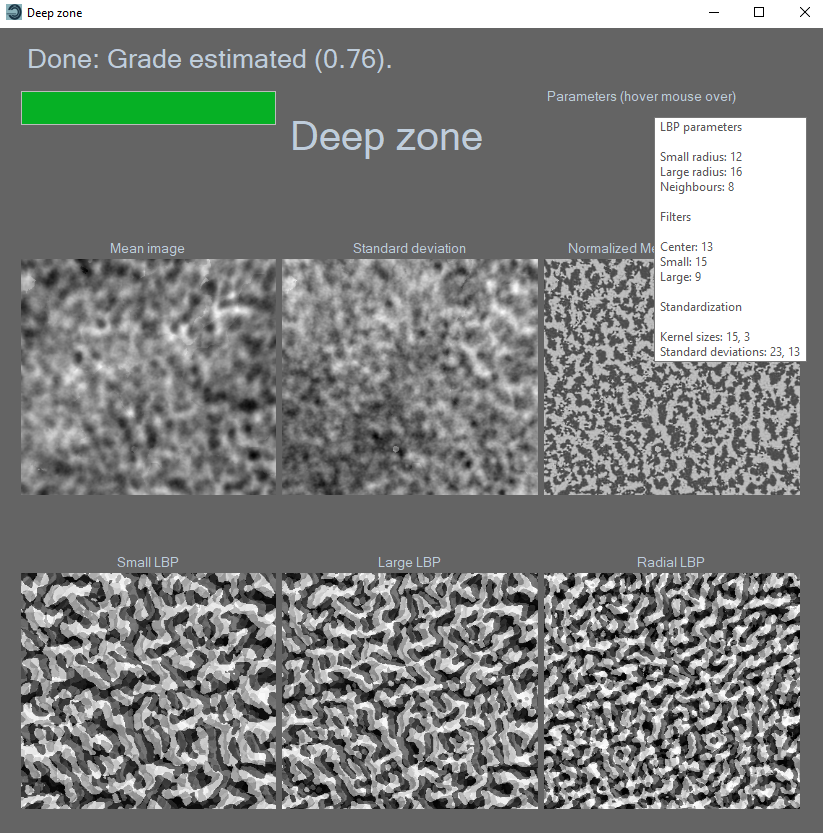 Deep zone
Done: Grade estimated (0.76).
Parameters (hover mouse over)
Deep zone
LBP parameters
Small radius: 12
Large radius: 16
Neighbours: 8
Filters
Center: 13
Small: 15
Large: 9
Standardization
Kernel sizes: 15, 3
Standard deviations: 23, 13
Mean image
Standard deviation
Normalized
Small LBP
Large LBP
Radial LBP